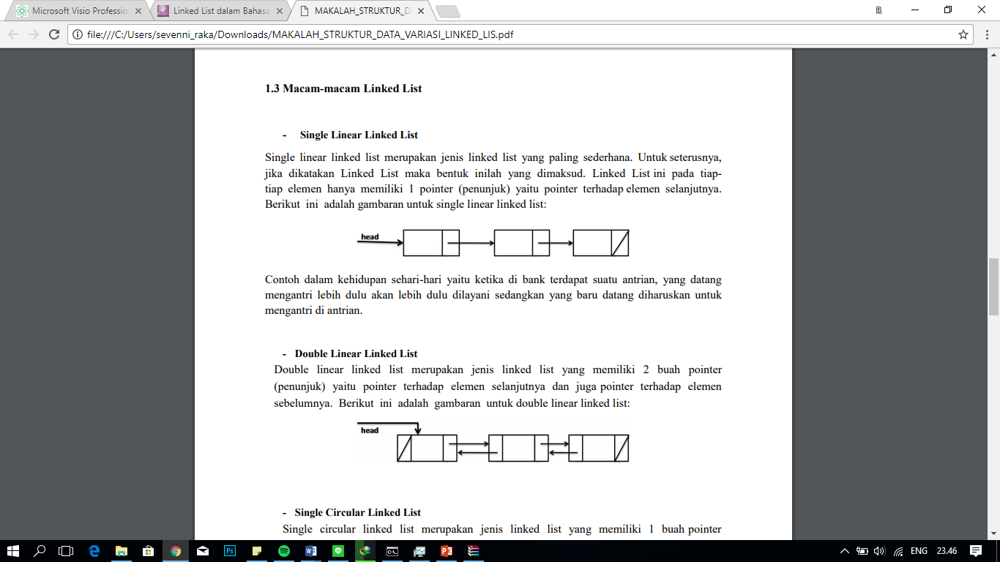 Microsoft Visio Professio
Linked List dalam Bahasa
MAKALAH_STRUKTUR_D
file:///C:/Users/sevenni_raka/Downloads/MAKALAH_STRUKTUR_DATA_VARIASI_LINKED_LIS.pdf
1.3 Macam-macam Linked List
- Single Linear Linked List
Single linear linked list merupakan jenis linked list yang paling sederhana. Untuk seterusnya,
jika dikatakan Linked List maka bentuk inilah yang dimaksud. Linked List ini pada tiap-
tiap elemen hanya memiliki 1 pointer (penunjuk) yaitu pointer terhadap elemen selanjutnya.
Berikut ini adalah gambaran untuk single linear linked list:
head
Contoh dalam kehidupan sehari-hari yaitu ketika di bank terdapat suatu antrian, yang datang
mengantri lebih dulu akan lebih dulu dilayani sedangkan yang baru datang diharuskan untuk
mengantri di antrian.
- Double Linear Linked List
Double linear linked list merupakan jenis linked list yang memiliki 2 buah pointer
(penunjuk) yaitu pointer terhadap elemen selanjutnya dan juga pointer terhadap elemen
sebelumnya. Berikut ini adalah gambaran untuk double linear linked list:
head
- Single Circular Linked List
Single circular linked list merupakan jenis linked list yang memiliki 1 buah pointer
Ps
ENG 23.46